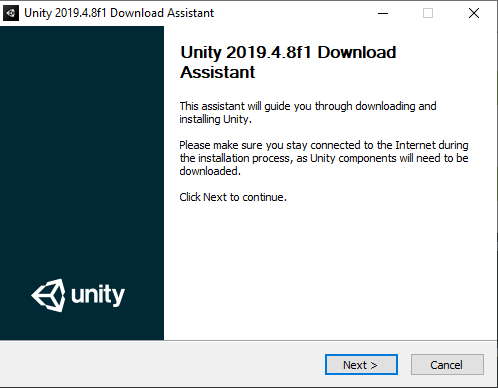 Unity 2019.4.8f1 Download Assistant
Unity 2019.4.8f1 Download
Assistant
This assistant will guide you through downloading and
installing Unity.
Please make sure you stay connected to the Internet during
the installation process, as Unity components will need to be
downloaded.
Click Next to continue.
unity
Next >
Cancel